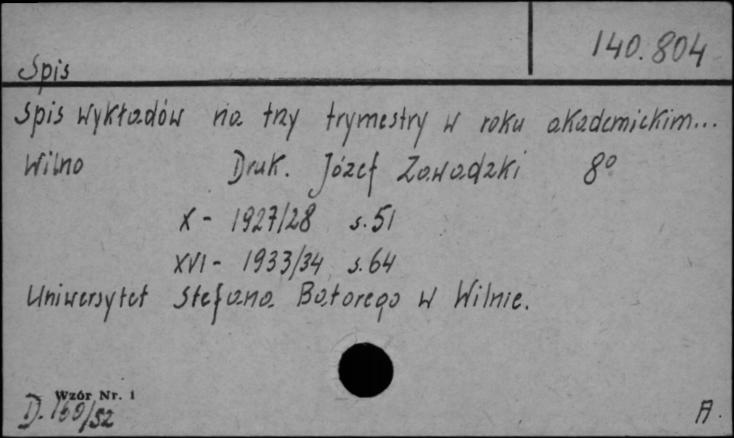 140.804
Spis
Spis wykładów na trzy trymestry w roku akademickim...
Wilno Druk. Józef Zawadzki 8°
X - 1927/28 s. 51
XVI - 1933/34 s. 64
Uniwersytet Stefana Batorego w Wilnie.
Wzór Nr. 1
D. 169/52 A.